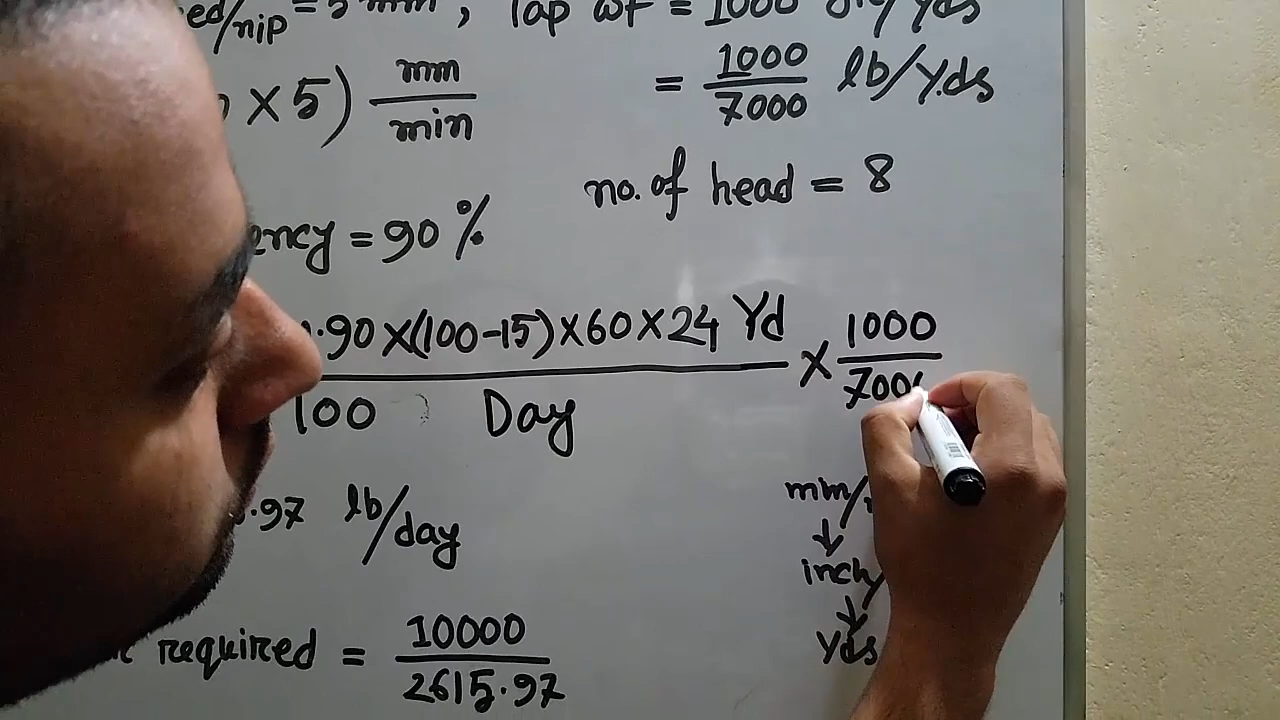 ed/nip = 5 mm, lap wt = 1000 /yds
× 5) mm/min
= 1000/7000 lb/Yds
no. of head = 8
ency = 90 %
.90 × (100-15) × 60 × 24 Yd / 100 Day × 1000/700
.97 lb/day
mm/
↓
inch/
↓
Yds
required = 10000/2615.97